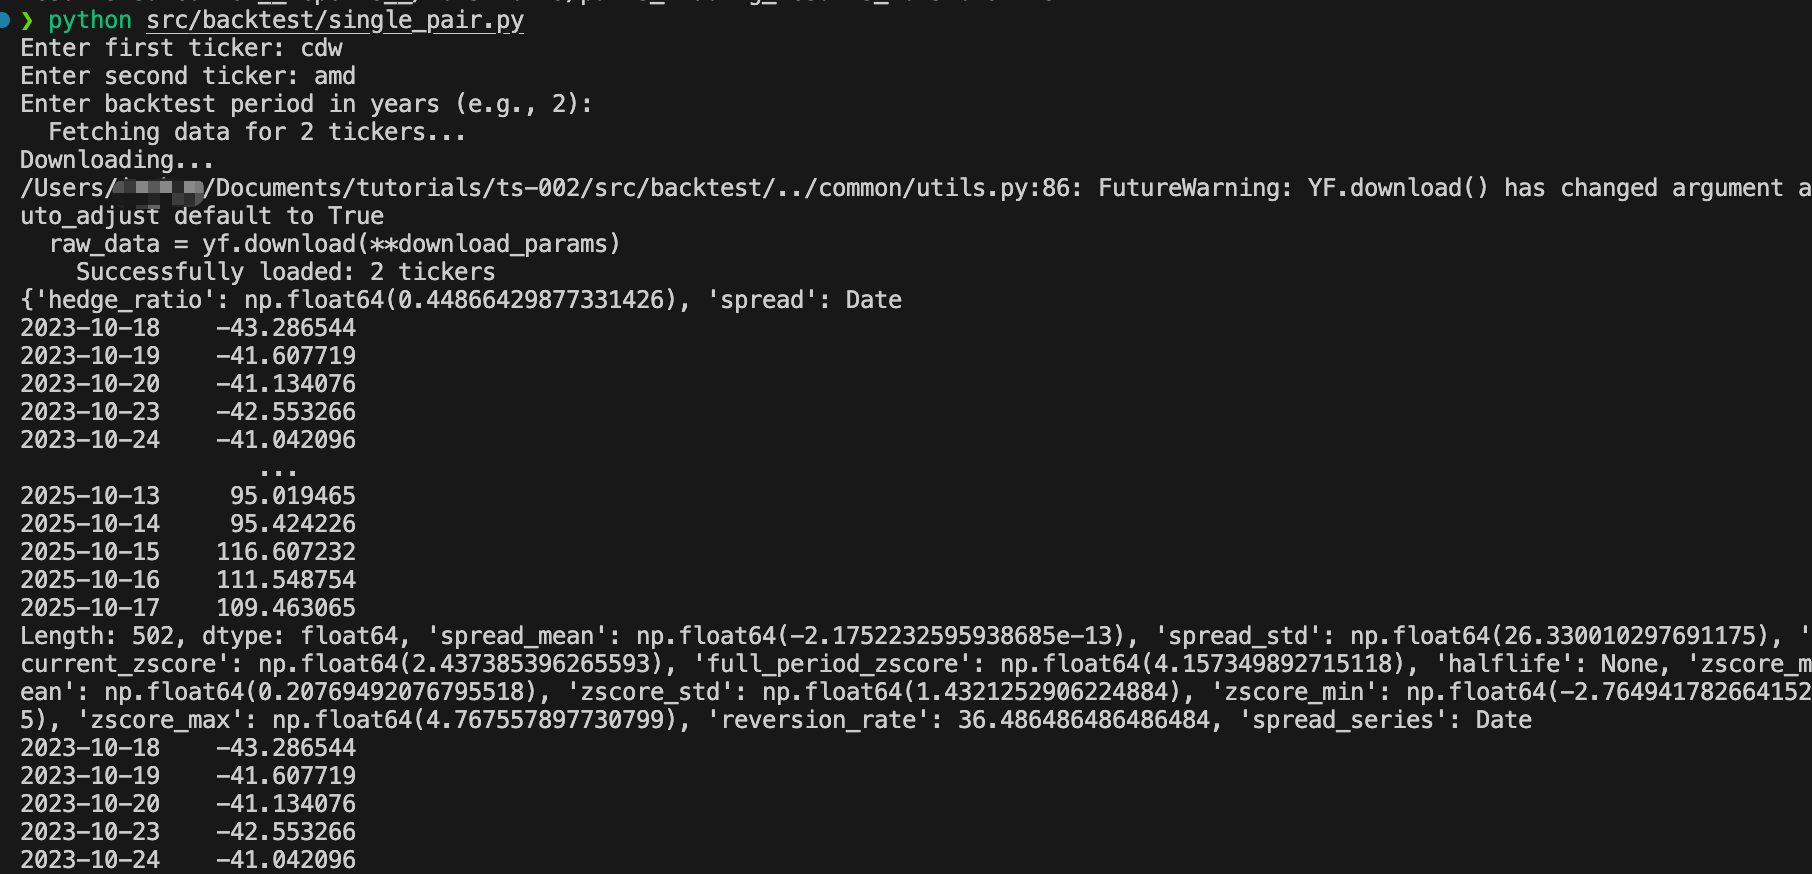 ❯ python src/backtest/single_pair.py
Enter first ticker: cdw
Enter second ticker: amd
Enter backtest period in years (e.g., 2):
  Fetching data for 2 tickers...
Downloading...
/Users/ /Documents/tutorials/ts-002/src/backtest/../common/utils.py:86: FutureWarning: YF.download() has changed argument a
uto_adjust default to True
  raw_data = yf.download(**download_params)
    Successfully loaded: 2 tickers
{'hedge_ratio': np.float64(0.44866429877331426), 'spread': Date
2023-10-18    -43.286544
2023-10-19    -41.607719
2023-10-20    -41.134076
2023-10-23    -42.553266
2023-10-24    -41.042096
                 ...
2025-10-13     95.019465
2025-10-14     95.424226
2025-10-15    116.607232
2025-10-16    111.548754
2025-10-17    109.463065
Length: 502, dtype: float64, 'spread_mean': np.float64(-2.1752232595938685e-13), 'spread_std': np.float64(26.330010297691175), '
current_zscore': np.float64(2.437385396265593), 'full_period_zscore': np.float64(4.157349892715118), 'halflife': None, 'zscore_m
ean': np.float64(0.20769492076795518), 'zscore_std': np.float64(1.4321252906224884), 'zscore_min': np.float64(-2.764941782664152
5), 'zscore_max': np.float64(4.767557897730799), 'reversion_rate': 36.486486486486484, 'spread_series': Date
2023-10-18    -43.286544
2023-10-19    -41.607719
2023-10-20    -41.134076
2023-10-23    -42.553266
2023-10-24    -41.042096